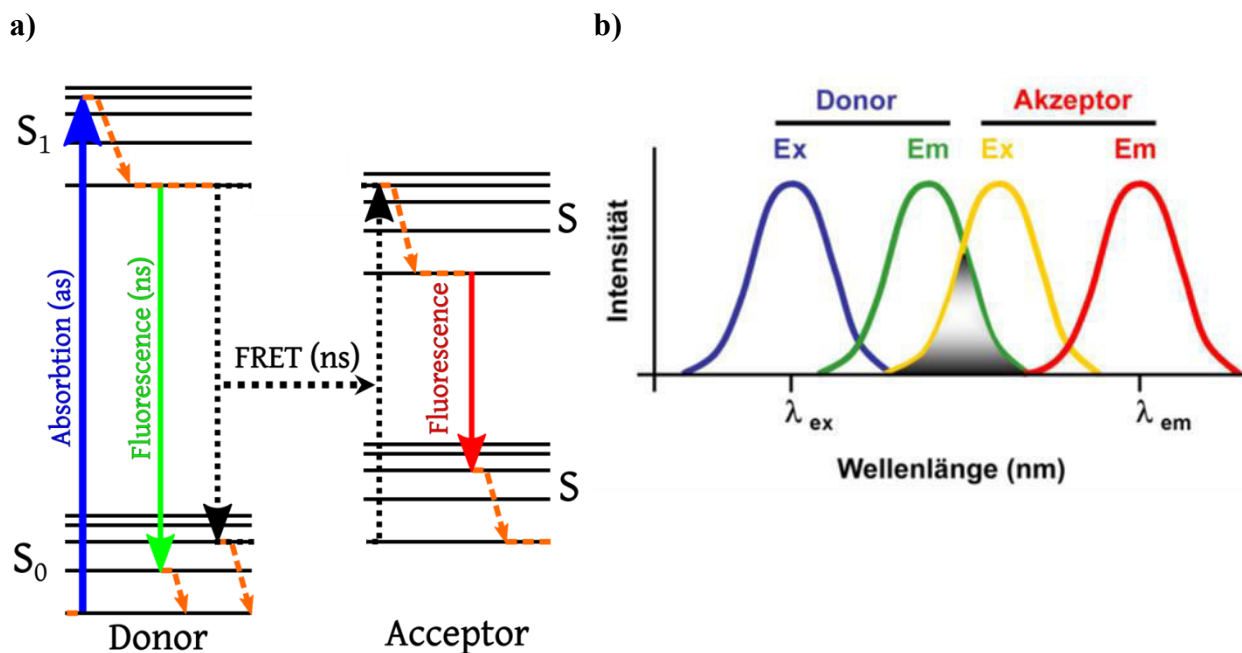 a)
S1
Absorbtion (as)
Fluorescence (ns)
FRET (ns)
Fluorescence
S
S
S0
Donor
Acceptor
b)
Donor
Akzeptor
Ex
Em
Ex
Em
Intensität
λ ex
λ em
Wellenlänge (nm)